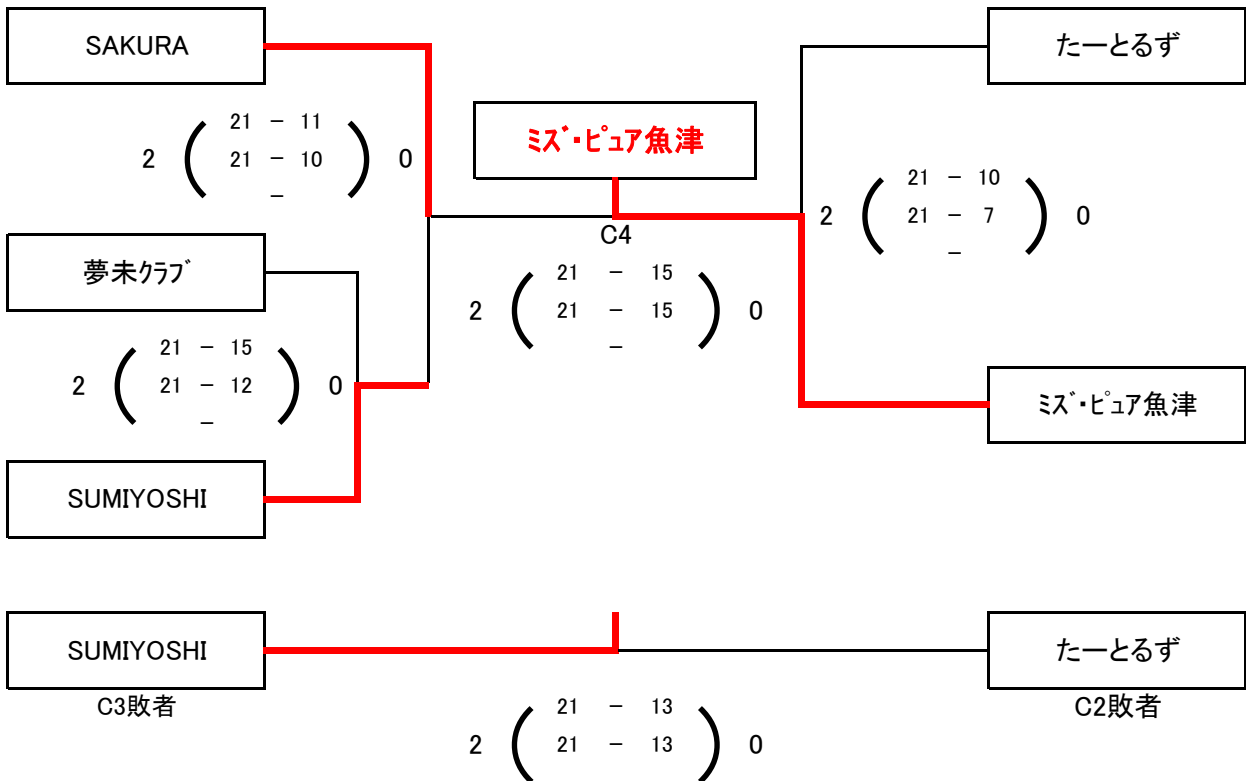 SAKURA
たーとるず
ミズ・ピュア魚津
21 － 11
2 ( 21 － 10 ) 0
－
21 － 10
2 ( 21 － 7 ) 0
－
C4
夢未ｸﾗﾌﾞ
21 － 15
2 ( 21 － 15 ) 0
－
21 － 15
2 ( 21 － 12 ) 0
－
ﾐｽﾞ・ﾋﾟｭｱ魚津
SUMIYOSHI
SUMIYOSHI
たーとるず
C3敗者
C2敗者
21 － 13
2 ( 21 － 13 ) 0